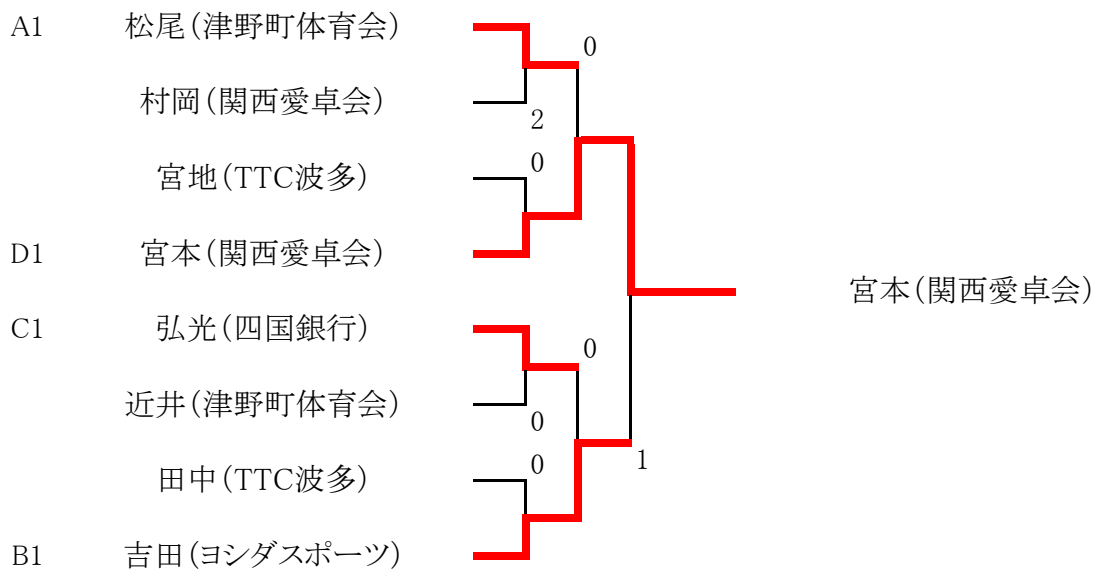 A1 松尾(津野町体育会)
0
村岡(関西愛卓会)
2
宮地(TTC波多)
0
D1 宮本(関西愛卓会)
宮本(関西愛卓会)
C1 弘光(四国銀行)
0
近井(津野町体育会)
0
田中(TTC波多)
0
1
B1 吉田(ヨシダスポーツ)